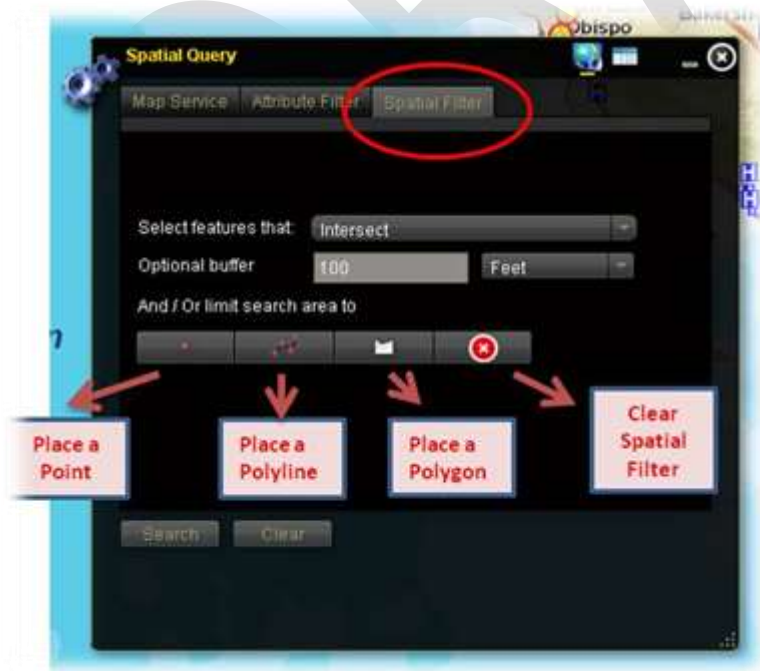 Obispo
Spatial Query
Map Service Attribute Filter Spatial Filter
H
H
Select features that: Intersect
Optional buffer 100 Feet
And / Or limit search area to
Place a
Point
Place a
Polyline
Place a
Polygon
Clear
Spatial
Filter
Search Clear